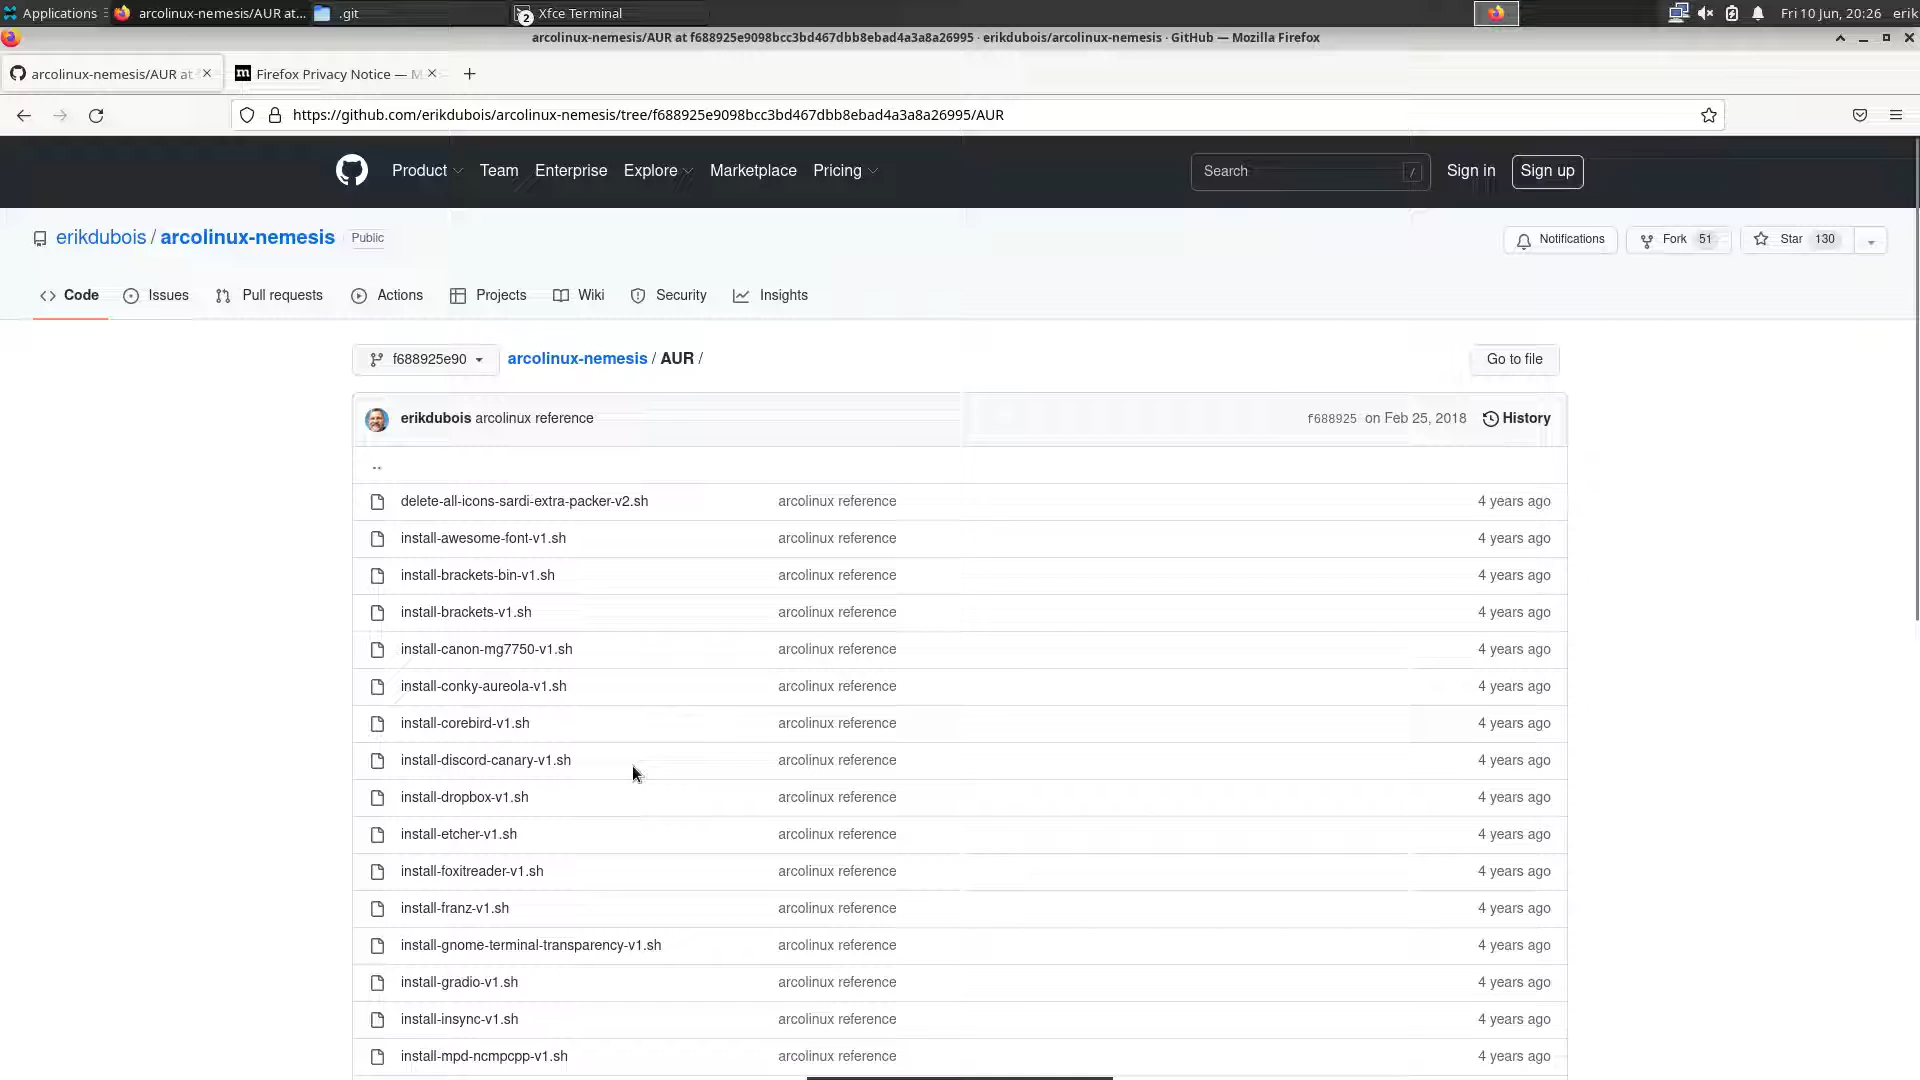 Applications arcolinux-nemesis/AUR at... .git 2 Xfce Terminal Fri 10 Jun, 20:26 erik
arcolinux-nemesis/AUR at f688925e9098bcc3bd467dbb8ebad4a3a8a26995 · erikdubois/arcolinux-nemesis · GitHub — Mozilla Firefox
arcolinux-nemesis/AUR at Firefox Privacy Notice — M
https://github.com/erikdubois/arcolinux-nemesis/tree/f688925e9098bcc3bd467dbb8ebad4a3a8a26995/AUR
Product Team Enterprise Explore Marketplace Pricing Search / Sign in Sign up
erikdubois / arcolinux-nemesis Public Notifications Fork 51 Star 130
Code Issues Pull requests Actions Projects Wiki Security Insights
f688925e90 arcolinux-nemesis / AUR / Go to file
erikdubois arcolinux reference f688925 on Feb 25, 2018 History
..
delete-all-icons-sardi-extra-packer-v2.sh arcolinux reference 4 years ago
install-awesome-font-v1.sh arcolinux reference 4 years ago
install-brackets-bin-v1.sh arcolinux reference 4 years ago
install-brackets-v1.sh arcolinux reference 4 years ago
install-canon-mg7750-v1.sh arcolinux reference 4 years ago
install-conky-aureola-v1.sh arcolinux reference 4 years ago
install-corebird-v1.sh arcolinux reference 4 years ago
install-discord-canary-v1.sh arcolinux reference 4 years ago
install-dropbox-v1.sh arcolinux reference 4 years ago
install-etcher-v1.sh arcolinux reference 4 years ago
install-foxitreader-v1.sh arcolinux reference 4 years ago
install-franz-v1.sh arcolinux reference 4 years ago
install-gnome-terminal-transparency-v1.sh arcolinux reference 4 years ago
install-gradio-v1.sh arcolinux reference 4 years ago
install-insync-v1.sh arcolinux reference 4 years ago
install-mpd-ncmpcpp-v1.sh arcolinux reference 4 years ago